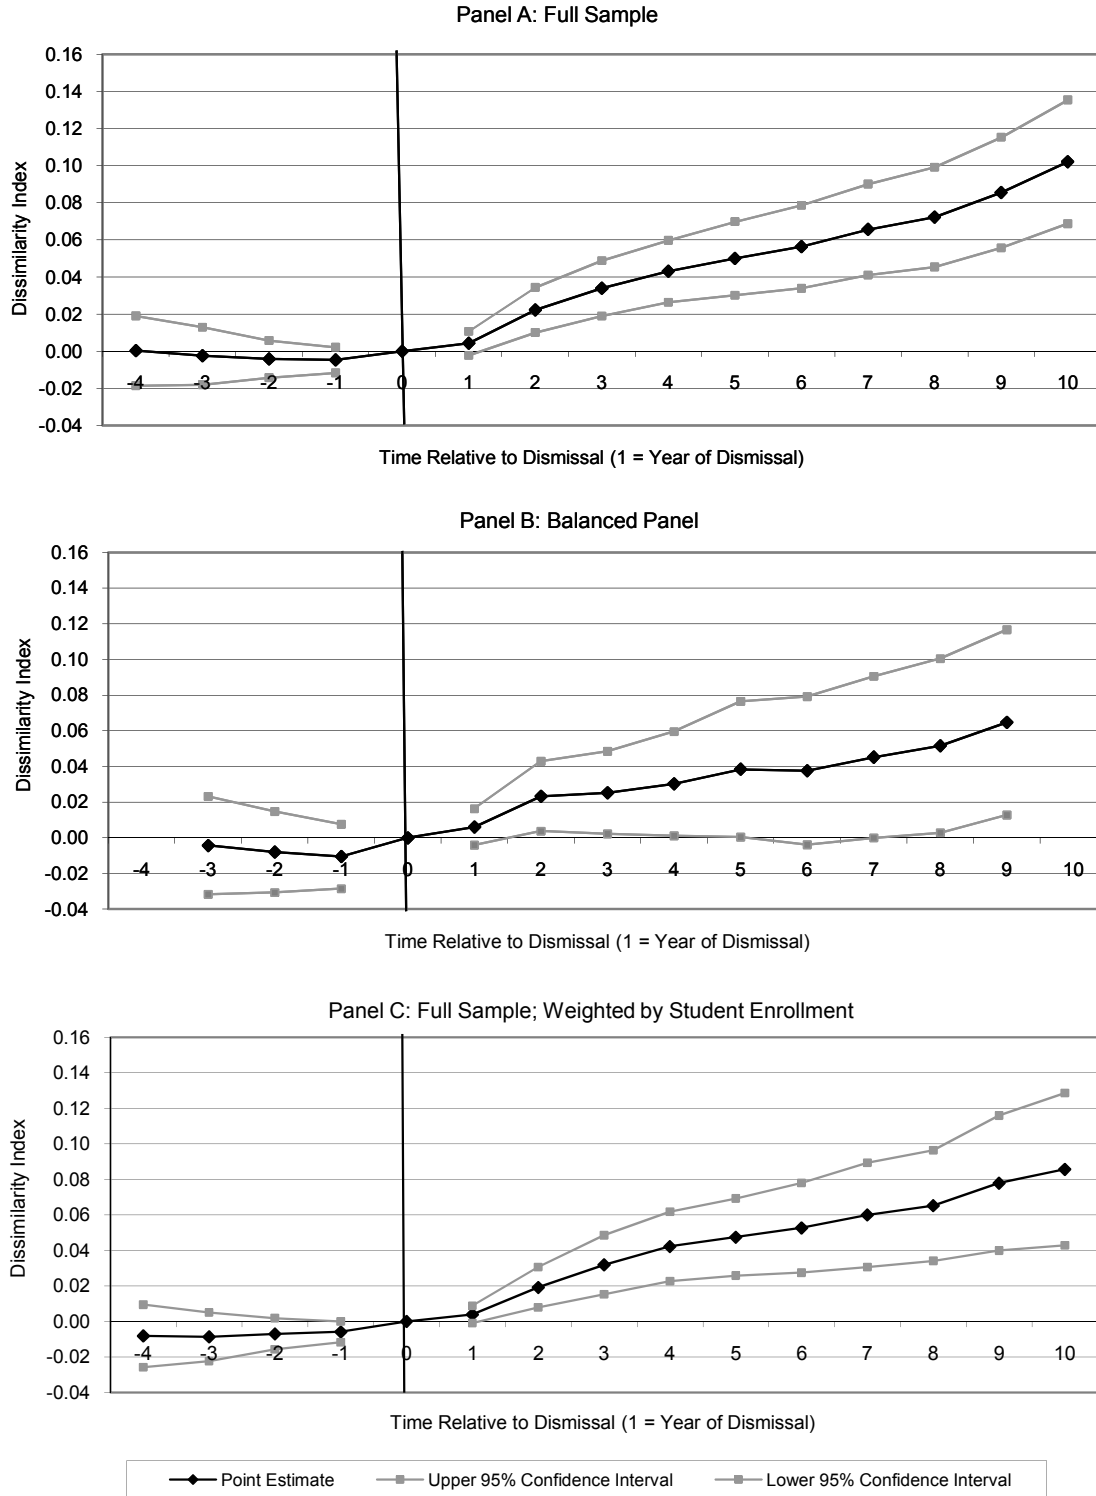 Panel A: Full Sample
0.16
0.14
0.12
0.10
0.08
0.06
0.04
0.02
0.00
-0.02
-0.04
Dissimilarity Index
-4 -3 -2 -1 0 1 2 3 4 5 6 7 8 9 10
Time Relative to Dismissal (1 = Year of Dismissal)
Panel B: Balanced Panel
0.16
0.14
0.12
0.10
0.08
0.06
0.04
0.02
0.00
-0.02
-0.04
Dissimilarity Index
-4 -3 -2 -1 0 1 2 3 4 5 6 7 8 9 10
Time Relative to Dismissal (1 = Year of Dismissal)
Panel C: Full Sample; Weighted by Student Enrollment
0.16
0.14
0.12
0.10
0.08
0.06
0.04
0.02
0.00
-0.02
-0.04
Dissimilarity Index
-4 -3 -2 -1 0 1 2 3 4 5 6 7 8 9 10
Time Relative to Dismissal (1 = Year of Dismissal)
Point Estimate Upper 95% Confidence Interval Lower 95% Confidence Interval